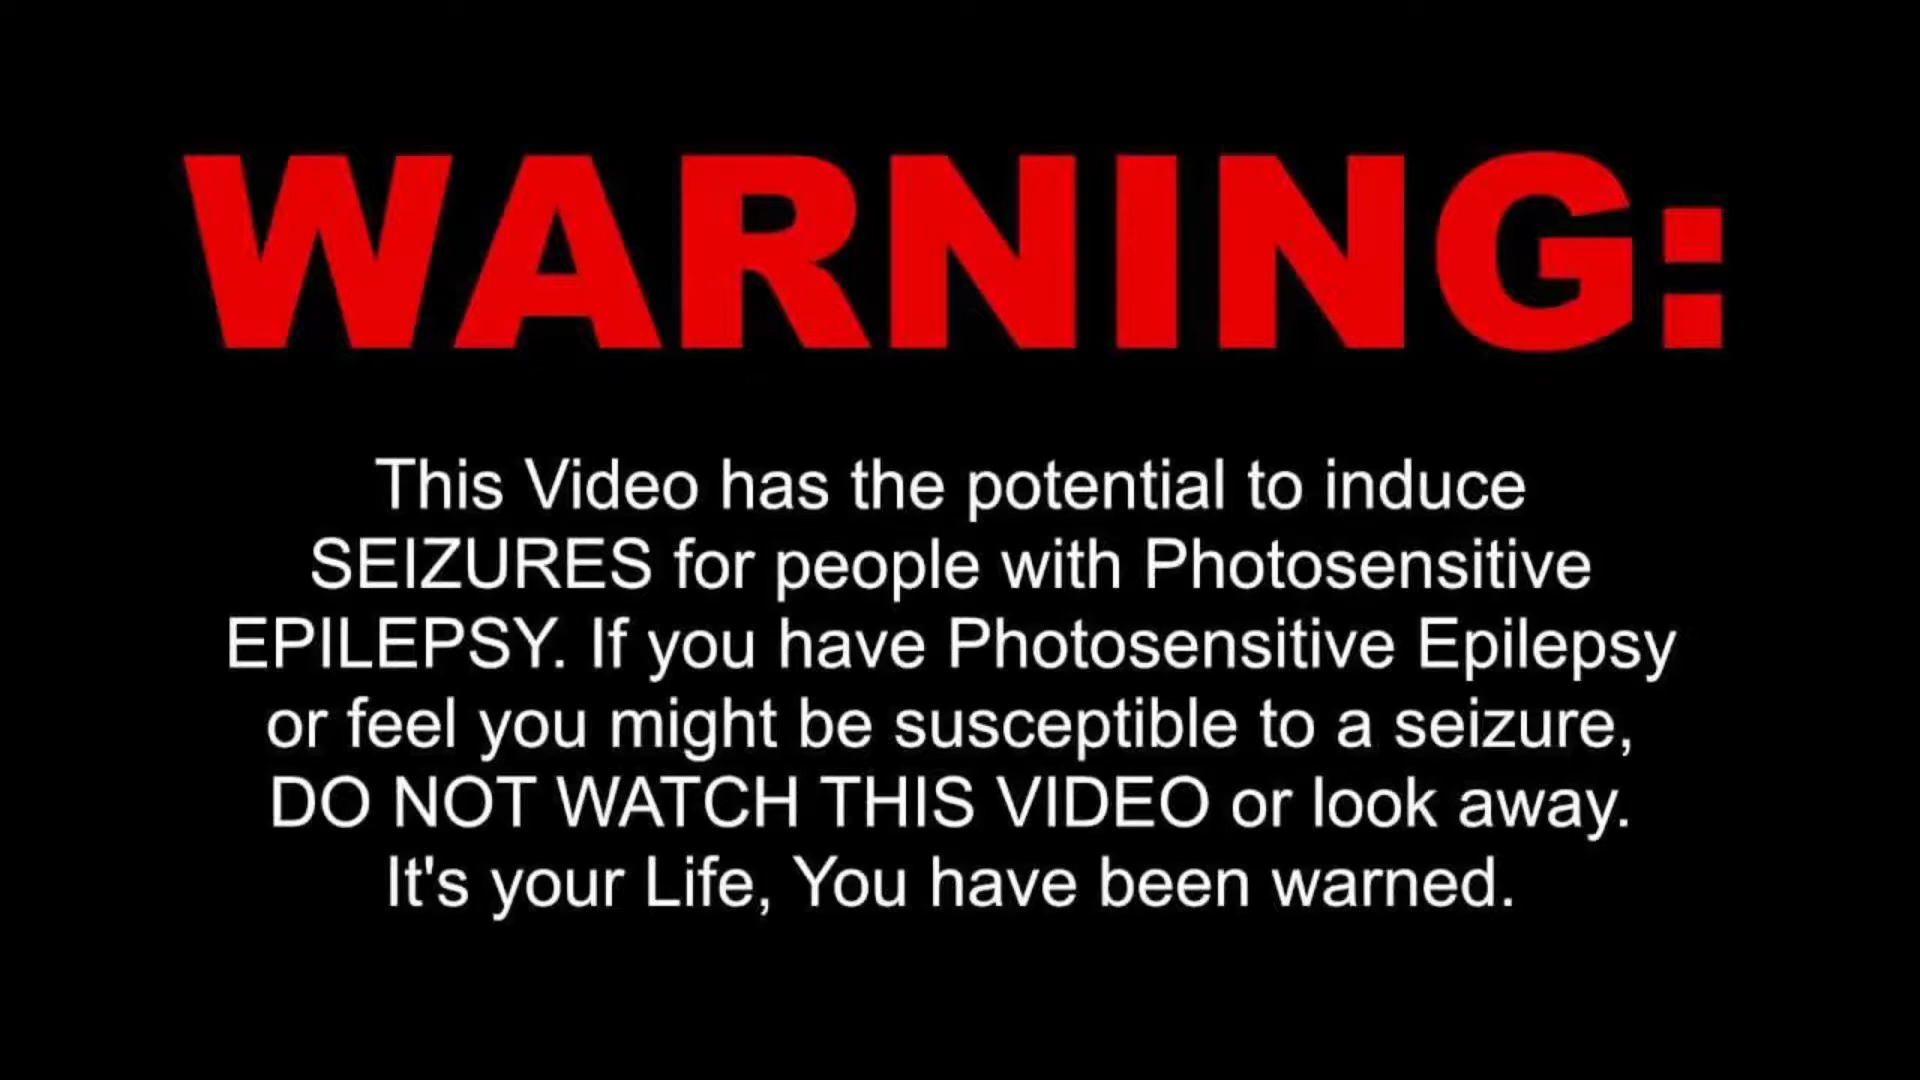 WARNING:
This Video has the potential to induce
SEIZURES for people with Photosensitive
EPILEPSY. If you have Photosensitive Epilepsy
or feel you might be susceptible to a seizure,
DO NOT WATCH THIS VIDEO or look away.
It's your Life, You have been warned.